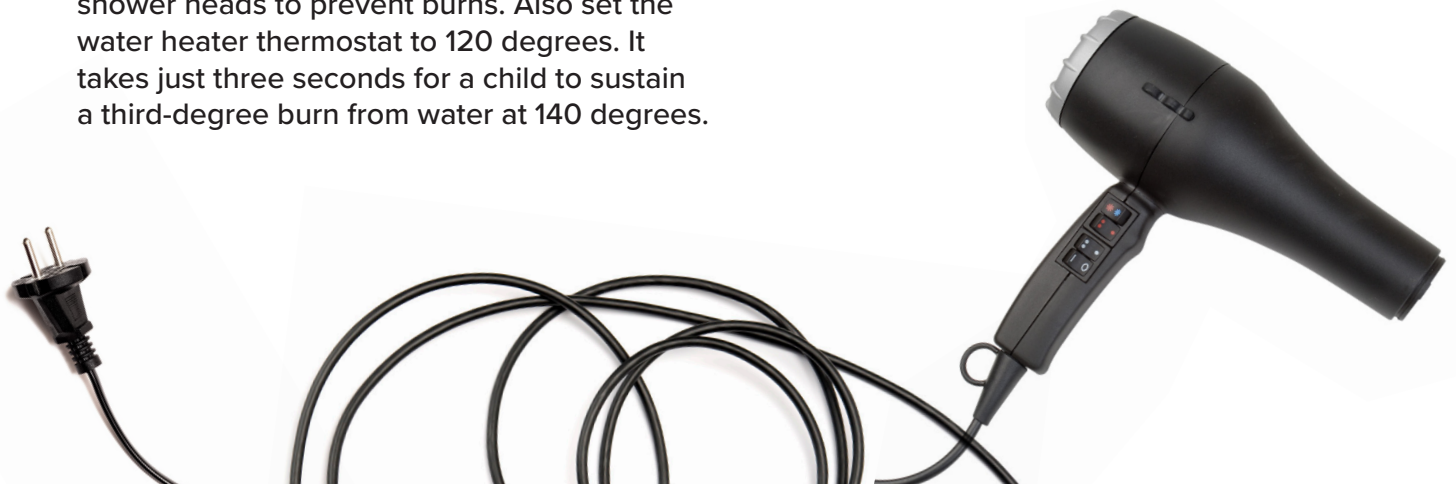 shower heads to prevent burns. Also set the
water heater thermostat to 120 degrees. It
takes just three seconds for a child to sustain
a third-degree burn from water at 140 degrees.